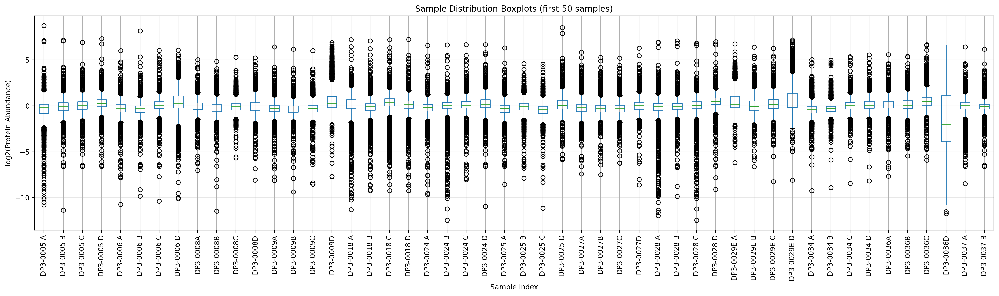 Sample Distribution Boxplots (first 50 samples)
log2(Protein Abundance)
5
0
−5
−10
DP3-0005 A
DP3-0005 B
DP3-0005 C
DP3-0005 D
DP3-0006 A
DP3-0006 B
DP3-0006 C
DP3-0006 D
DP3-0008A
DP3-0008B
DP3-0008C
DP3-0008D
DP3-0009A
DP3-0009B
DP3-0009C
DP3-0009D
DP3-0018 A
DP3-0018 B
DP3-0018 C
DP3-0018 D
DP3-0024 A
DP3-0024 B
DP3-0024 C
DP3-0024 D
DP3-0025 A
DP3-0025 B
DP3-0025 C
DP3-0025 D
DP3-0027A
DP3-0027B
DP3-0027C
DP3-0027D
DP3-0028 A
DP3-0028 B
DP3-0028 C
DP3-0028 D
DP3-0029E A
DP3-0029E B
DP3-0029E C
DP3-0029E D
DP3-0034 A
DP3-0034 B
DP3-0034 C
DP3-0034 D
DP3-0036A
DP3-0036B
DP3-0036C
DP3-0036D
DP3-0037 A
DP3-0037 B
Sample Index